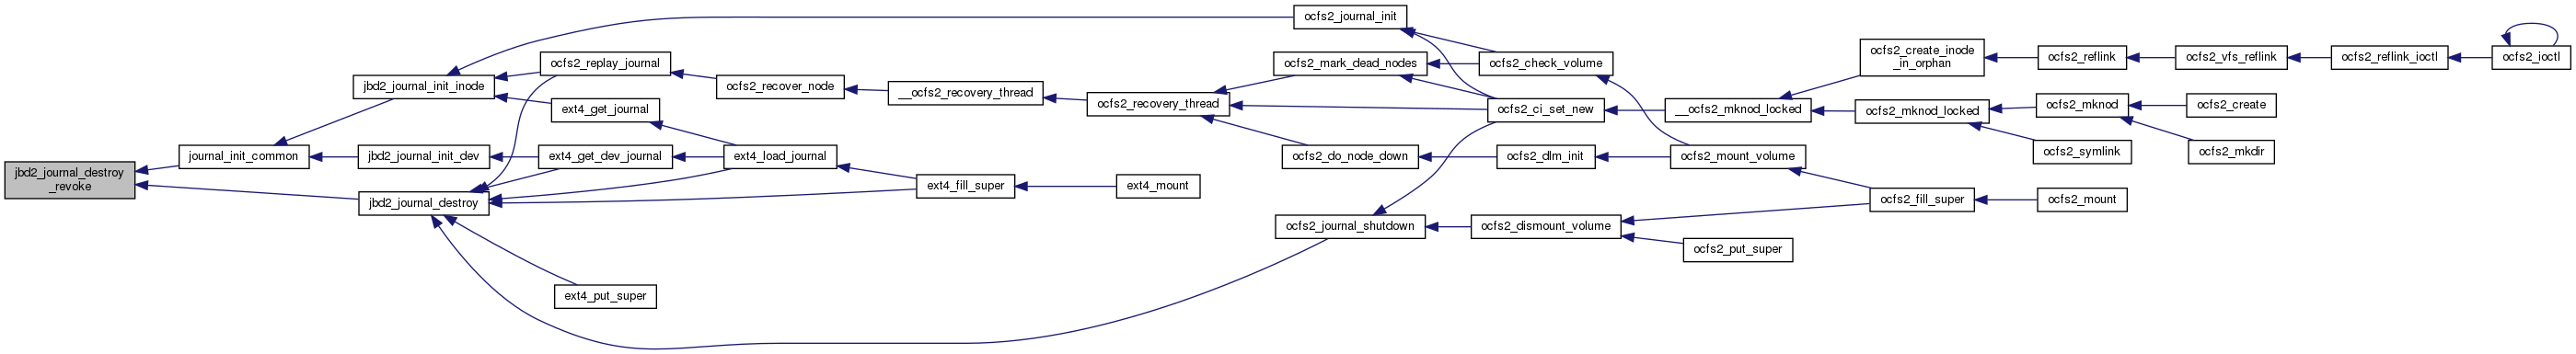 jbd2_journal_destroy
_revoke
journal_init_common
jbd2_journal_destroy
jbd2_journal_init_inode
jbd2_journal_init_dev
ocfs2_replay_journal
ext4_get_journal
ext4_get_dev_journal
ext4_put_super
ocfs2_recover_node
ext4_load_journal
__ocfs2_recovery_thread
ext4_fill_super
ocfs2_recovery_thread
ext4_mount
ocfs2_journal_init
ocfs2_mark_dead_nodes
ocfs2_do_node_down
ocfs2_journal_shutdown
ocfs2_check_volume
ocfs2_ci_set_new
ocfs2_dlm_init
ocfs2_dismount_volume
__ocfs2_mknod_locked
ocfs2_mount_volume
ocfs2_put_super
ocfs2_create_inode
_in_orphan
ocfs2_mknod_locked
ocfs2_fill_super
ocfs2_reflink
ocfs2_mknod
ocfs2_symlink
ocfs2_mount
ocfs2_vfs_reflink
ocfs2_create
ocfs2_mkdir
ocfs2_reflink_ioctl
ocfs2_ioctl